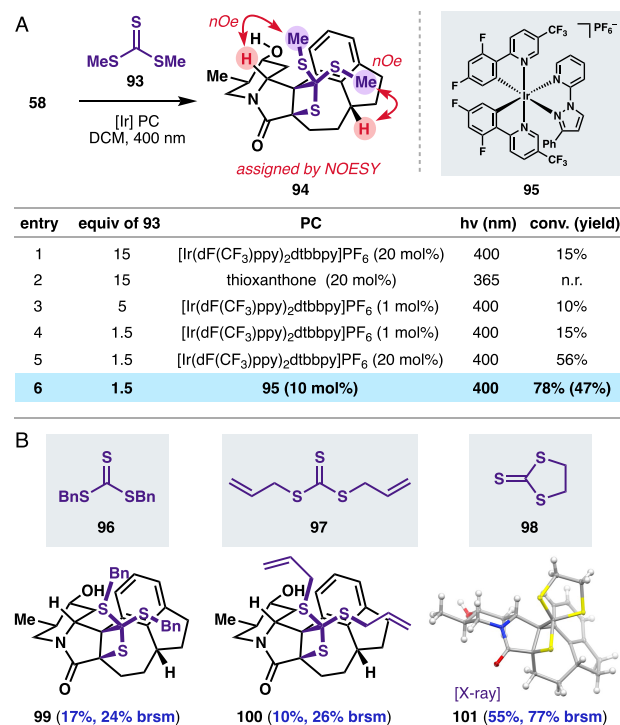 A
S
MeS SMe
93
58
[Ir] PC
DCM, 400 nm
nOe
Me
H
O
H
S
S
Me
nOe
Me
N
S
O
H
assigned by NOESY
94
PF6−
CF3
F
N
N
F
Ir
N
F
N
N
Ph
F
CF3
95
entry equiv of 93 PC hv (nm) conv. (yield)
1 15 [Ir(dF(CF3)ppy)2dtbbpy]PF6 (20 mol%) 400 15%
2 15 thioxanthone (20 mol%) 365 n.r.
3 5 [Ir(dF(CF3)ppy)2dtbbpy]PF6 (1 mol%) 400 10%
4 1.5 [Ir(dF(CF3)ppy)2dtbbpy]PF6 (1 mol%) 400 15%
5 1.5 [Ir(dF(CF3)ppy)2dtbbpy]PF6 (20 mol%) 400 56%
6 1.5 95 (10 mol%) 400 78% (47%)
B
S
BnS SBn
96
S
S S
97
S
S
S
98
Bn
OH
S
S
Me
Bn
N
S
O
H
99 (17%, 24% brsm)
OH
S
S
Me
N
S
O
H
100 (10%, 26% brsm)
[X-ray]
101 (55%, 77% brsm)